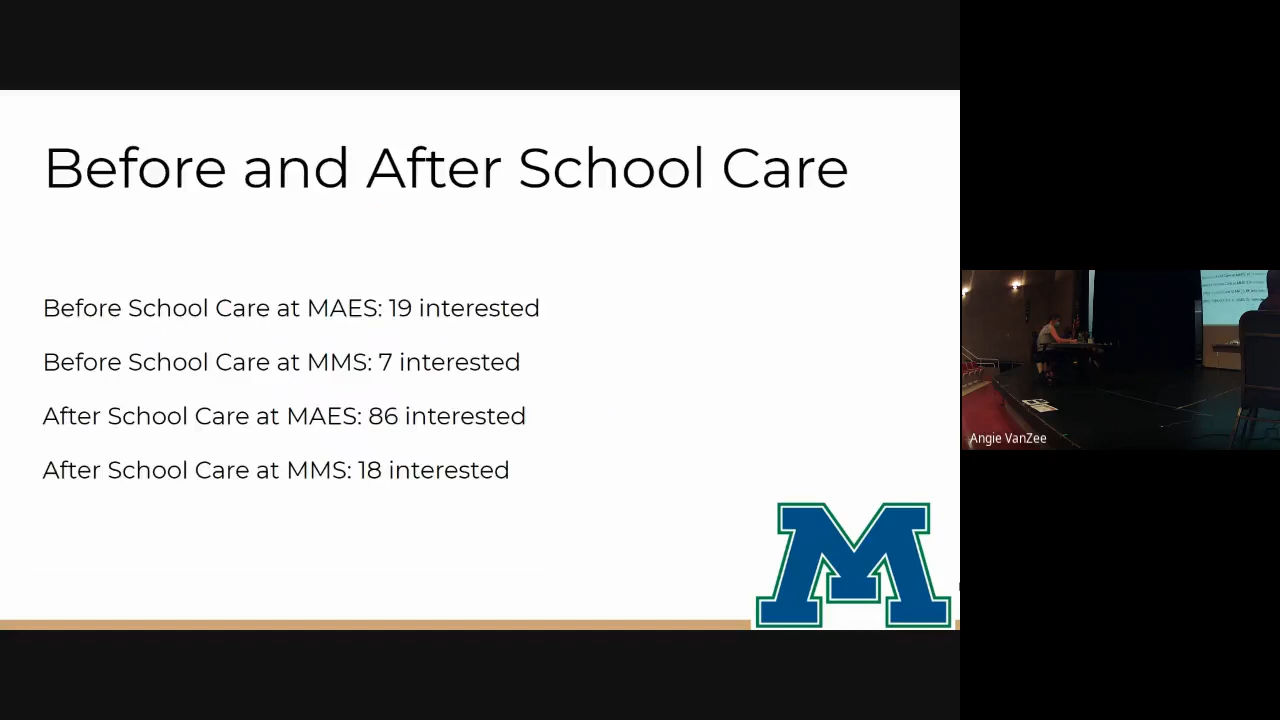 Before and After School Care
Before School Care at MAES: 19 interested
Before School Care at MMS: 7 interested
After School Care at MAES: 86 interested
After School Care at MMS: 18 interested
M
Angie VanZee